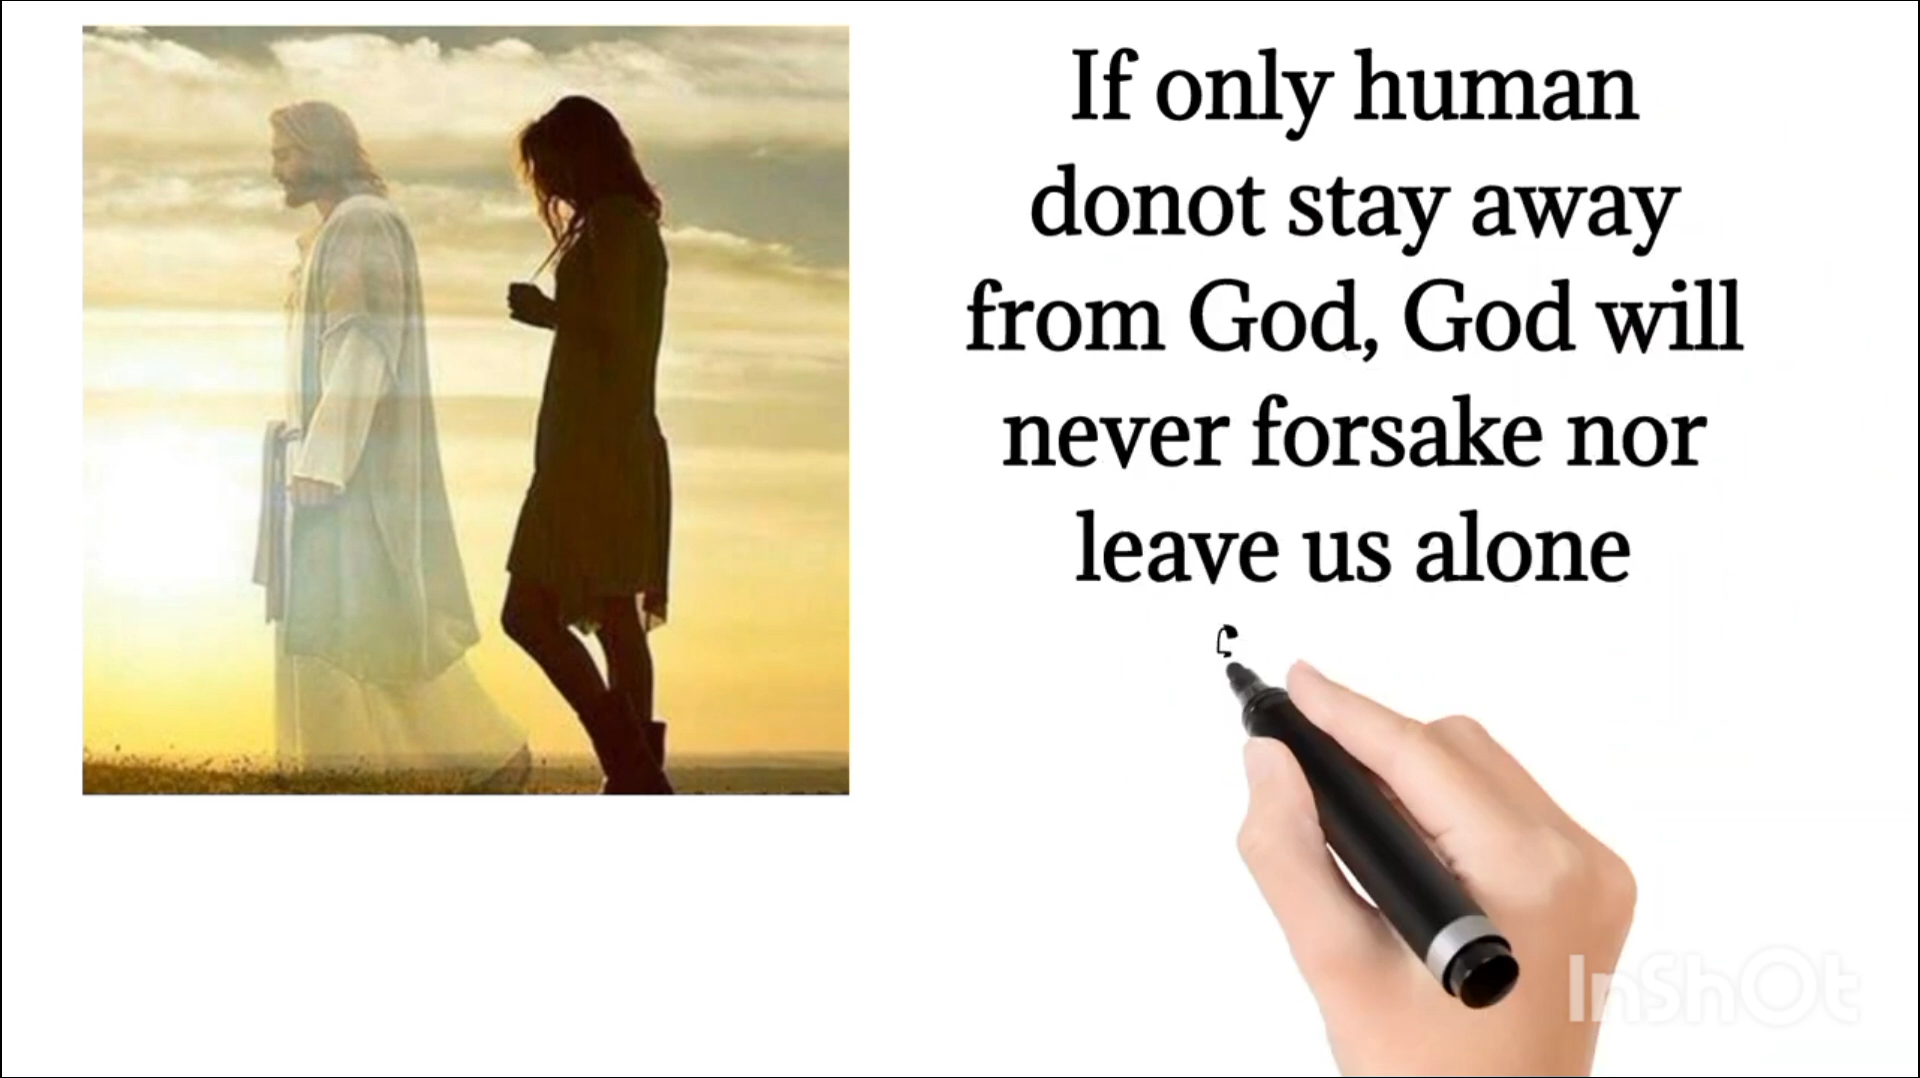 If only human
donot stay away
from God, God will
never forsake nor
leave us alone
InShOt